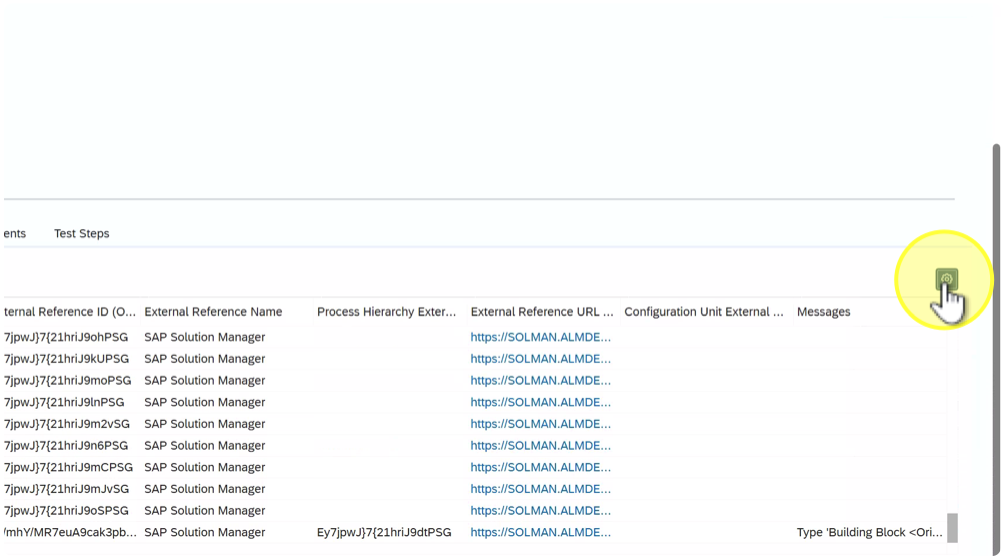 ents Test Steps
ternal Reference ID (O... External Reference Name Process Hierarchy Exter... External Reference URL ... Configuration Unit External ... Messages
7jpwJ}7{21hriJ9ohPSG SAP Solution Manager https://SOLMAN.ALMDE...
7jpwJ}7{21hriJ9kUPSG SAP Solution Manager https://SOLMAN.ALMDE...
7jpwJ}7{21hriJ9moPSG SAP Solution Manager https://SOLMAN.ALMDE...
7jpwJ}7{21hriJ9lnPSG SAP Solution Manager https://SOLMAN.ALMDE...
7jpwJ}7{21hriJ9m2vSG SAP Solution Manager https://SOLMAN.ALMDE...
7jpwJ}7{21hriJ9n6PSG SAP Solution Manager https://SOLMAN.ALMDE...
7jpwJ}7{21hriJ9mCPSG SAP Solution Manager https://SOLMAN.ALMDE...
7jpwJ}7{21hriJ9mJvSG SAP Solution Manager https://SOLMAN.ALMDE...
7jpwJ}7{21hriJ9oSPSG SAP Solution Manager https://SOLMAN.ALMDE...
/mhY/MR7euA9cak3pb... SAP Solution Manager Ey7jpwJ}7{21hriJ9dtPSG Type 'Building Block <Ori...